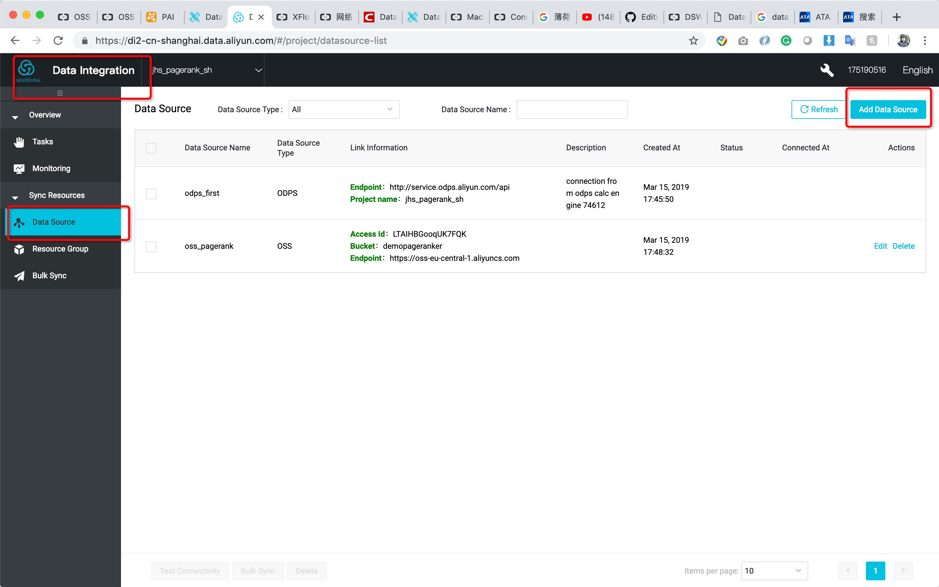 OSS
OSS
PAI
Data
D
XFlo
网络
Data
Data
Mac
Con
薄荷
(148
Editi
DSW
Data
data
ATA
搜索
https://di2-cn-shanghai.data.aliyun.com/#/project/datasource-list
DataWorks
Data Integration
jhs_pagerank_sh
175190516
English
Overview
Tasks
Monitoring
Sync Resources
Data Source
Resource Group
Bulk Sync
Data Source
Data Source Type :
All
Data Source Name :
Refresh
Add Data Source
Data Source Name
Data Source
Type
Link Information
Description
Created At
Status
Connected At
Actions
odps_first
ODPS
Endpoint: http://service.odps.aliyun.com/api
Project name: jhs_pagerank_sh
connection fro
m odps calc en
gine 74612
Mar 15, 2019
17:45:50
oss_pagerank
OSS
Access Id: LTAIHBGooqUK7FQK
Bucket: demopageranker
Endpoint: https://oss-eu-central-1.aliyuncs.com
Mar 15, 2019
17:48:32
Edit Delete
Test Connectivity
Bulk Sync
Delete
Items per page:
10
1